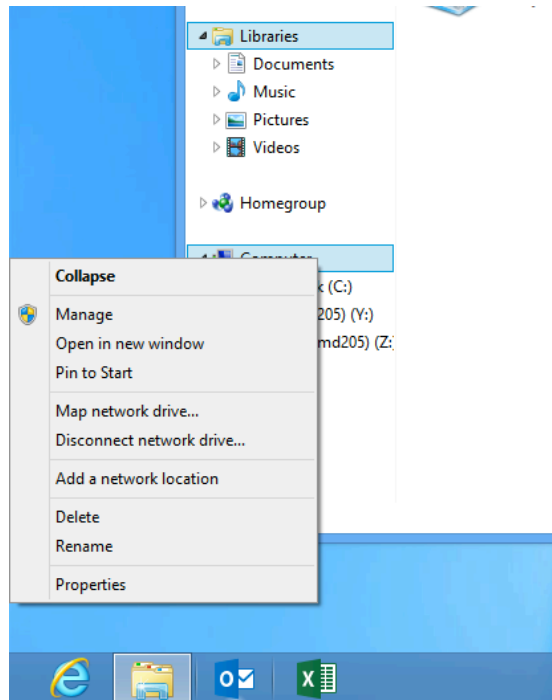 Libraries
Documents
Music
Pictures
Videos
Homegroup
Computer
Collapse
(C:)
Manage
205) (Y:)
Open in new window
md205) (Z:)
Pin to Start
Map network drive...
Disconnect network drive...
Add a network location
Delete
Rename
Properties